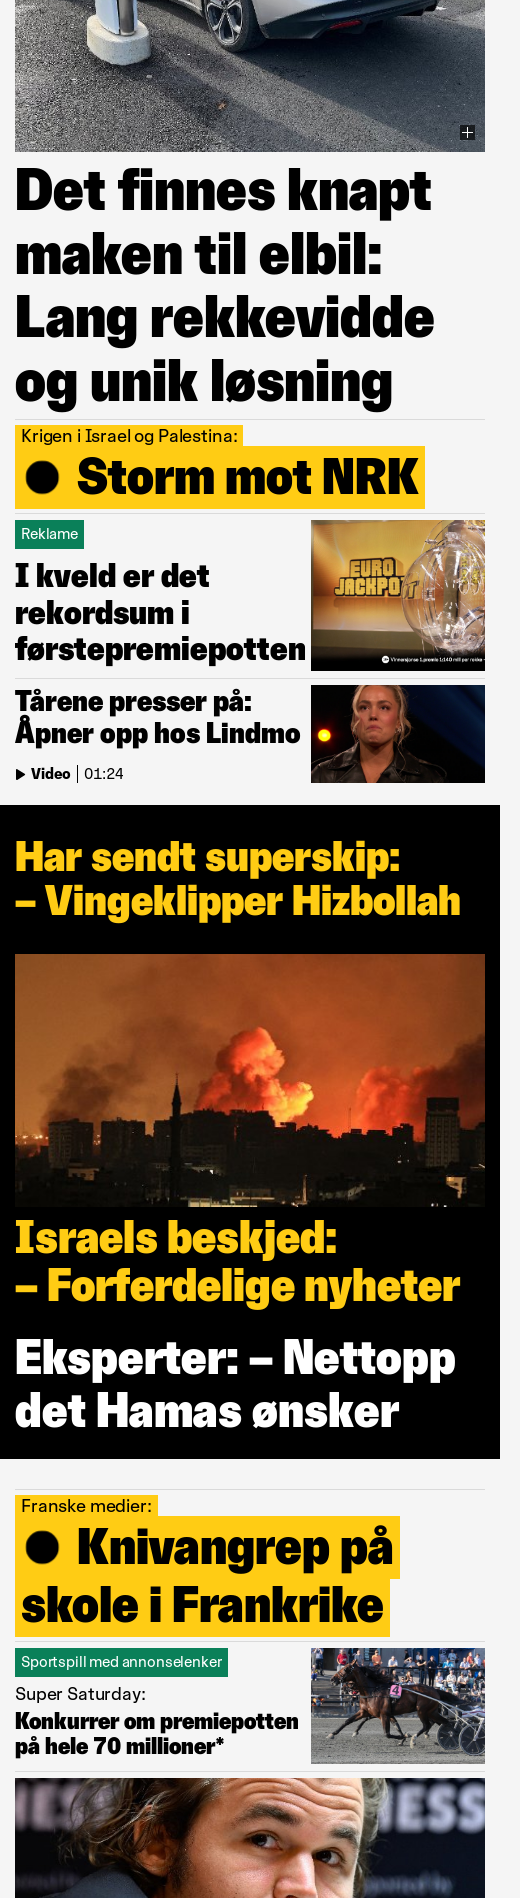 Det finnes knapt
maken til elbil:
Lang rekkevidde
og unik løsning
Krigen i Israel og Palestina:
Storm mot NRK
Reklame
I kveld er det
rekordsum i
førstepremiepotten
EURO
JACKPOT
Tårene presser på:
Åpner opp hos Lindmo
Video | 01:24
Har sendt superskip:
– Vingeklipper Hizbollah
Israels beskjed:
– Forferdelige nyheter
Eksperter: – Nettopp
det Hamas ønsker
Franske medier:
Knivangrep på
skole i Frankrike
Sportspill med annonselenker
Super Saturday:
Konkurrer om premiepotten
på hele 70 millioner*
4